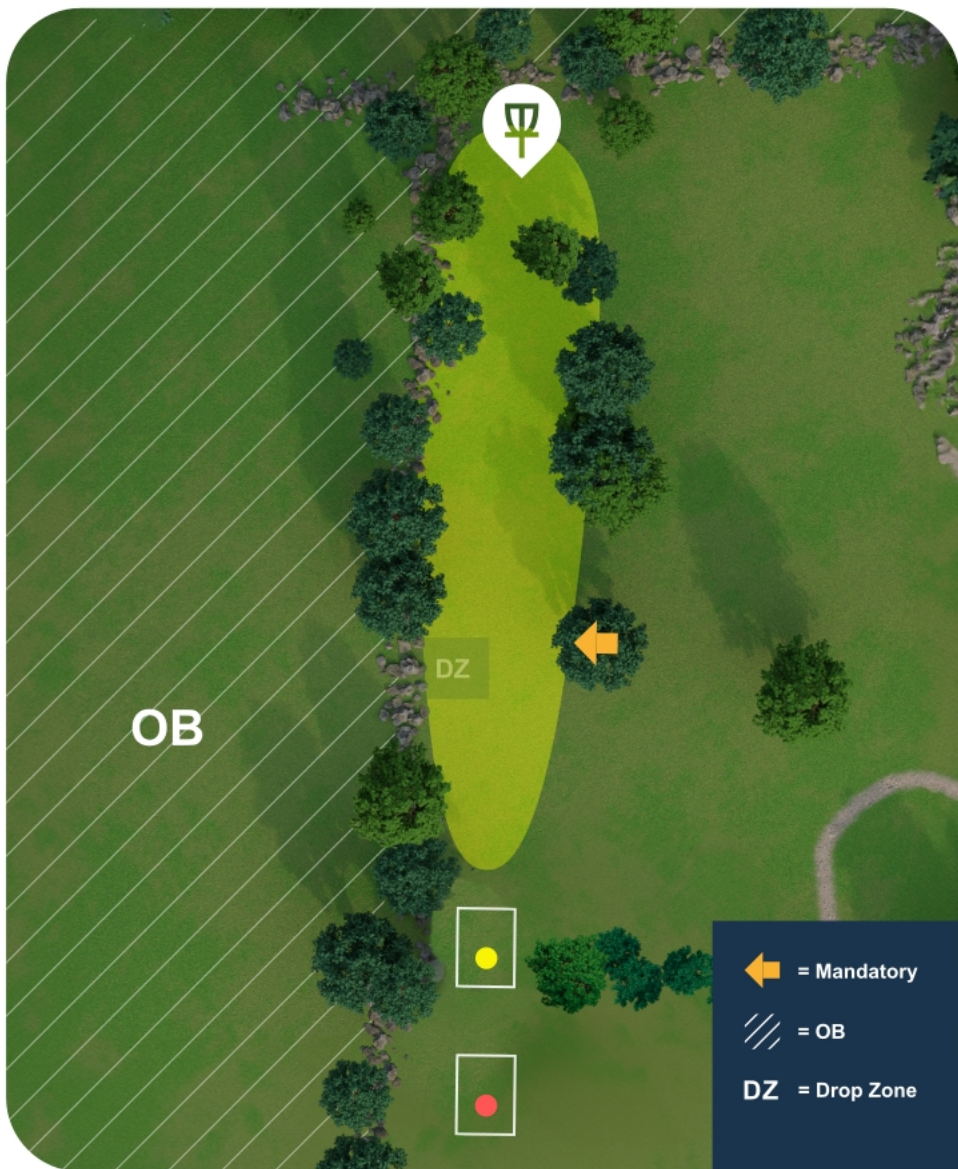 DZ
OB
= Mandatory
= OB
DZ = Drop Zone